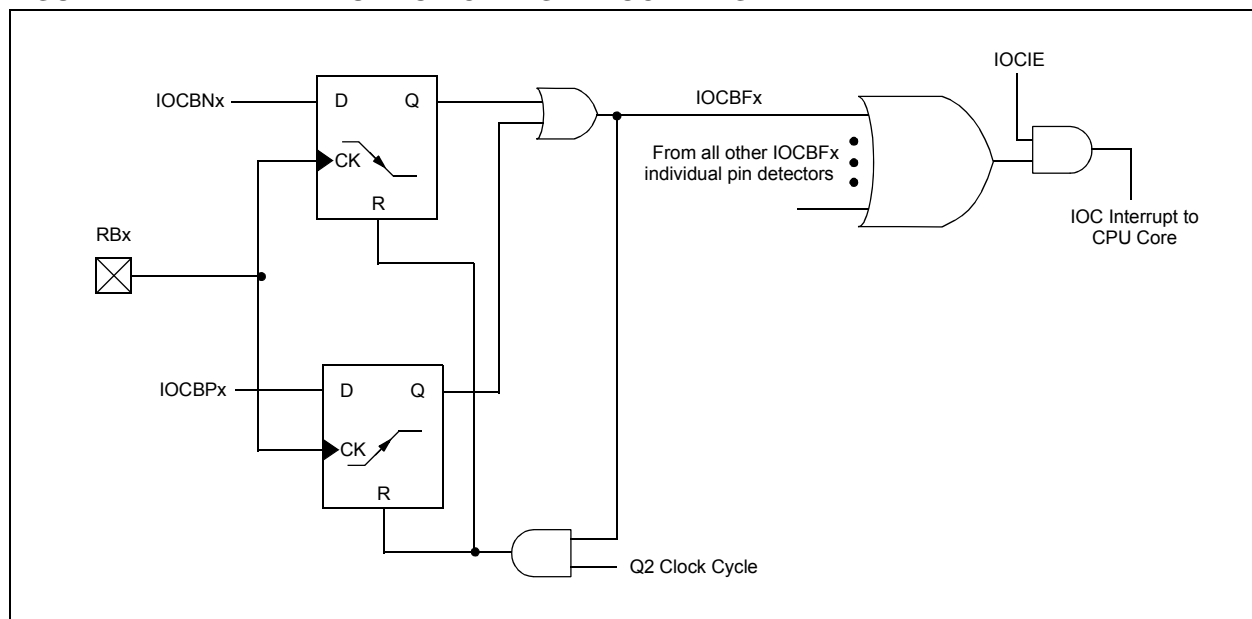 IOCIE
IOCBNx
D
Q
IOCBFx
CK
From all other IOCBFx
individual pin detectors
R
IOC Interrupt to
CPU Core
RBx
IOCBPx
D
Q
CK
R
Q2 Clock Cycle